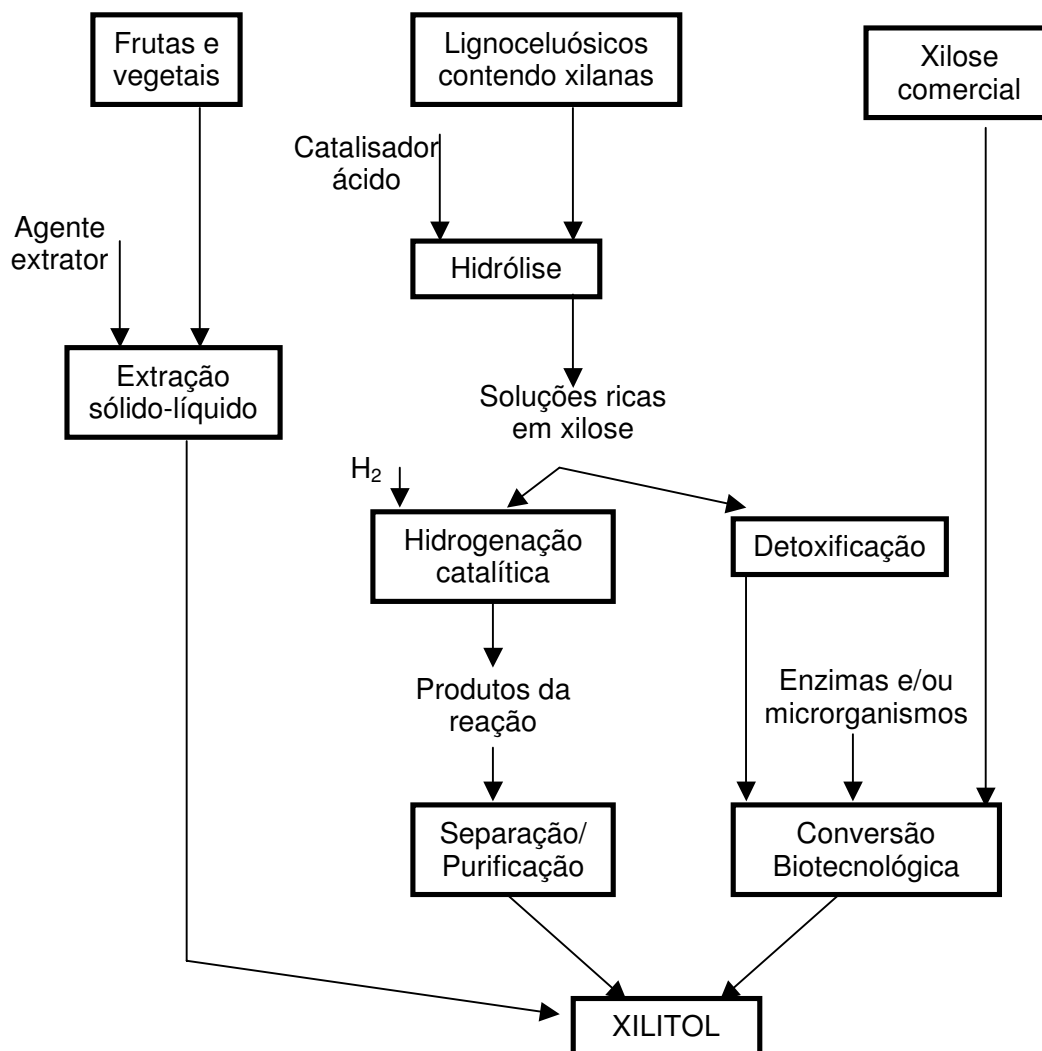 Frutas e
vegetais
Lignoceluósicos
contendo xilanas
Xilose
comercial
Catalisador
ácido
Agente
extrator
Hidrólise
Extração
sólido-líquido
Soluções ricas
em xilose
H₂
Hidrogenação
catalítica
Detoxificação
Produtos da
reação
Enzimas e/ou
microrganismos
Separação/
Purificação
Conversão
Biotecnológica
XILITOL